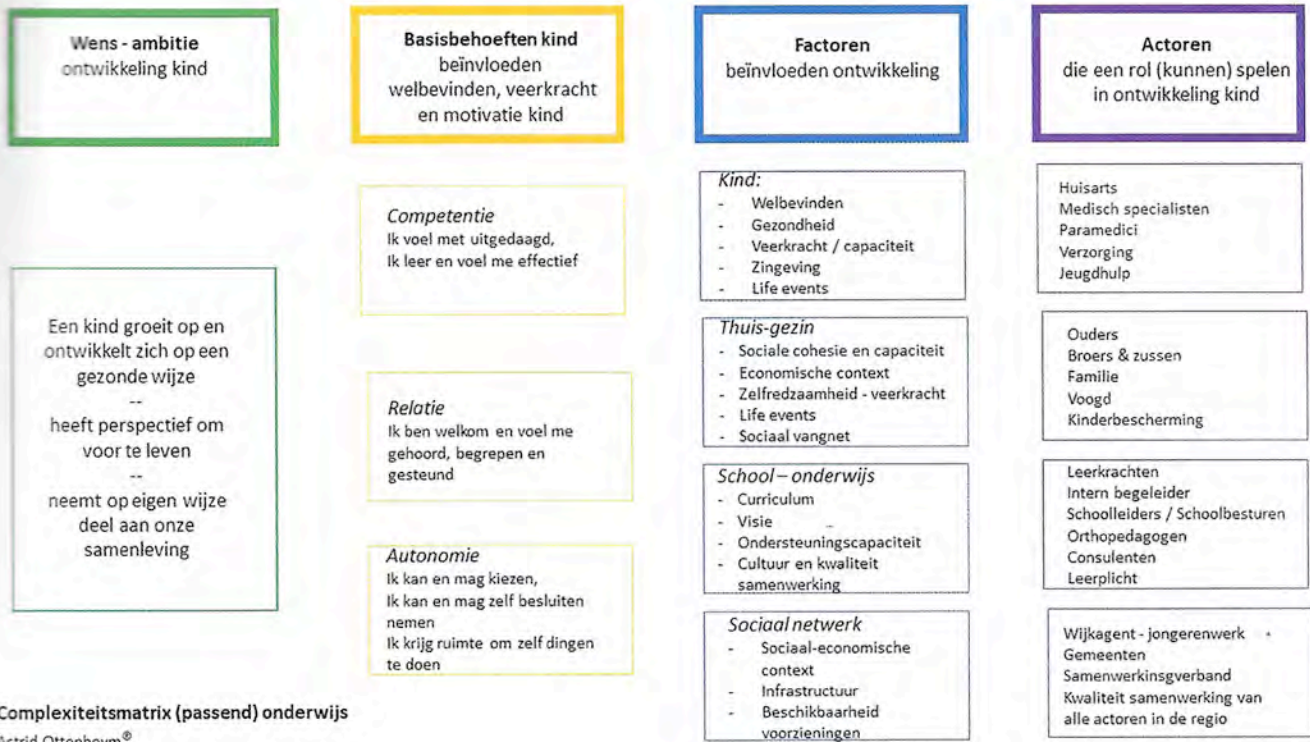 Wens - ambitie
ontwikkeling kind
Een kind groeit op en
ontwikkelt zich op een
gezonde wijze
--
heeft perspectief om
voor te leven
--
neemt op eigen wijze
deel aan onze
samenleving
Basisbehoeften kind
beïnvloeden
welbevinden, veerkracht
en motivatie kind
Competentie
Ik voel met uitgedaagd,
Ik leer en voel me effectief
Relatie
Ik ben welkom en voel me
gehoord, begrepen en
gesteund
Autonomie
Ik kan en mag kiezen,
Ik kan en mag zelf besluiten
nemen
Ik krijg ruimte om zelf dingen
te doen
Factoren
beïnvloeden ontwikkeling
Kind:
- Welbevinden
- Gezondheid
- Veerkracht / capaciteit
- Zingeving
- Life events
Thuis-gezin
- Sociale cohesie en capaciteit
- Economische context
- Zelfredzaamheid - veerkracht
- Life events
- Sociaal vangnet
School – onderwijs
- Curriculum
- Visie
- Ondersteuningscapaciteit
- Cultuur en kwaliteit
samenwerking
Sociaal netwerk
- Sociaal-economische
context
- Infrastructuur
- Beschikbaarheid
voorzieningen
Actoren
die een rol (kunnen) spelen
in ontwikkeling kind
Huisarts
Medisch specialisten
Paramedici
Verzorging
Jeugdhulp
Ouders
Broers & zussen
Familie
Voogd
Kinderbescherming
Leerkrachten
Intern begeleider
Schoolleiders / Schoolbesturen
Orthopedagogen
Consulenten
Leerplicht
Wijkagent - jongerenwerk
Gemeenten
Samenwerkinsgverband
Kwaliteit samenwerking van
alle actoren in de regio
Complexiteitsmatrix (passend) onderwijs
Astrid Ottenheym®